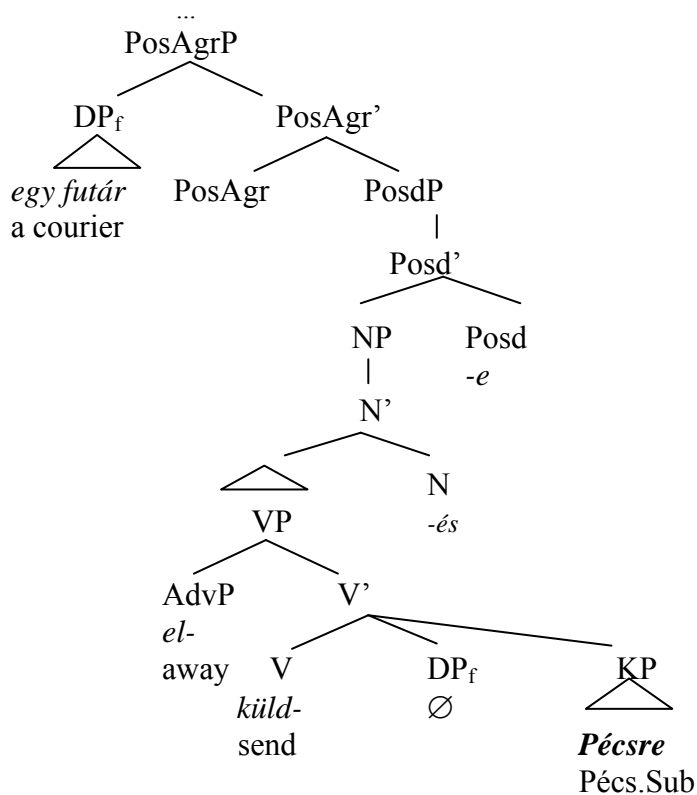 ...
PosAgrP
DPf PosAgr’
egy futár PosAgr PosdP
a courier
Posd’
NP Posd
-e
N’
N
VP -és
AdvP V’
el-
away V DPf KP
küld- ∅
send Pécsre
Pécs.Sub